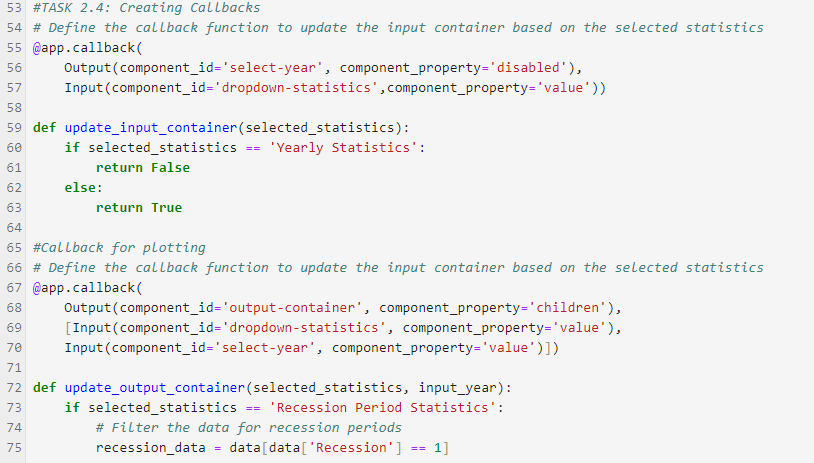 53 #TASK 2.4: Creating Callbacks
54 # Define the callback function to update the input container based on the selected statistics
55 @app.callback(
56     Output(component_id='select-year', component_property='disabled'),
57     Input(component_id='dropdown-statistics',component_property='value'))
58
59 def update_input_container(selected_statistics):
60     if selected_statistics == 'Yearly Statistics':
61         return False
62     else:
63         return True
64
65 #Callback for plotting
66 # Define the callback function to update the input container based on the selected statistics
67 @app.callback(
68     Output(component_id='output-container', component_property='children'),
69     [Input(component_id='dropdown-statistics', component_property='value'),
70     Input(component_id='select-year', component_property='value')])
71
72 def update_output_container(selected_statistics, input_year):
73     if selected_statistics == 'Recession Period Statistics':
74         # Filter the data for recession periods
75         recession_data = data[data['Recession'] == 1]